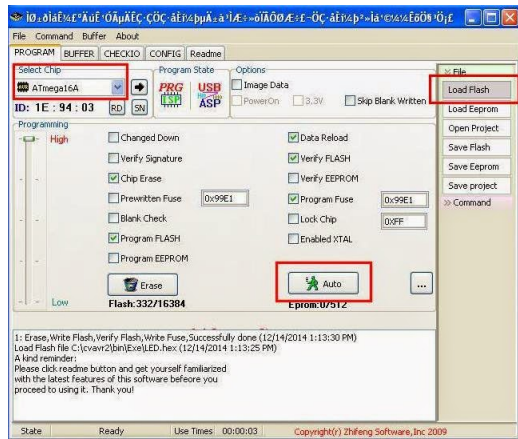 File Command Buffer About
PROGRAM BUFFER CHECKIO CONFIG Readme
Select Chip
ATmega16A
ID: 1E : 94 : 03 RD SN
Program State
PRG USB
ISP ASP
Options
Image Data
PowerOn 3.3V Skip Blank Written
Programming
High
Low
Changed Down
Verify Signature
Chip Erase
Prewritten Fuse 0x99E1
Blank Check
Program FLASH
Program EEPROM
Data Reload
Verify FLASH
Verify EEPROM
Program Fuse 0x99E1
Lock Chip 0xFF
Enabled XTAL
Erase
Auto
...
Flash:332/16384
Eprom:0/512
>> File
Load Flash
Load Eeprom
Open Project
Save Flash
Save Eeprom
Save project
>> Command
1: Erase,Write Flash,Verify Flash,Write Fuse,Successfully done (12/14/2014 1:13:30 PM)
Load Flash file C:\cvavr2\bin\Exe\LED.hex (12/14/2014 1:13:25 PM)
A kind reminder:
Please click readme button and get yourself familiarized
with the latest features of this software befeore you
proceed to using it. Thank you!
State Ready Use Times 00:00:03 Copyright(r) Zhifeng Software,Inc 2009